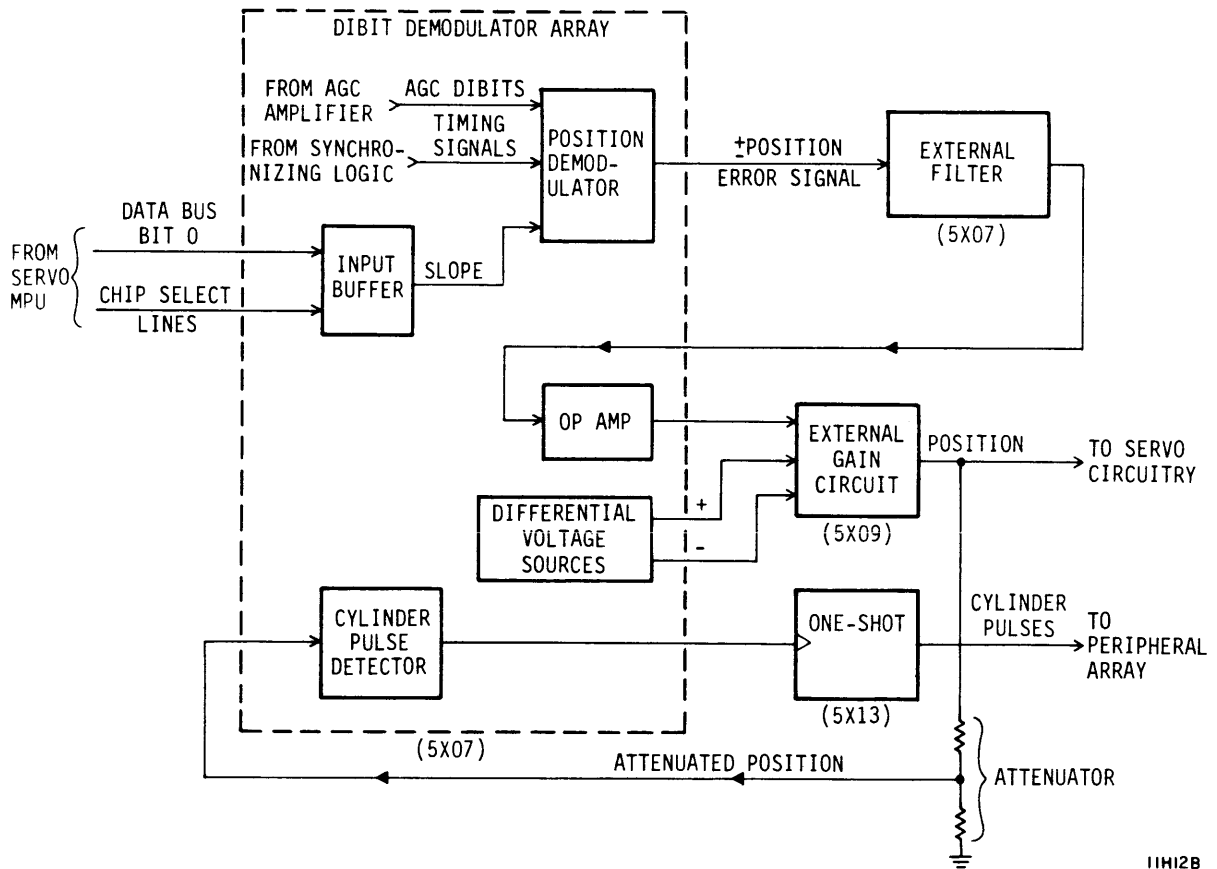 DIBIT DEMODULATOR ARRAY
FROM AGC
AMPLIFIER
AGC DIBITS
TIMING
SIGNALS
FROM SYNCHRO-
NIZING LOGIC
POSITION
DEMOD-
ULATOR
±POSITION
ERROR SIGNAL
EXTERNAL
FILTER
(5X07)
FROM
SERVO
MPU
DATA BUS
BIT 0
CHIP SELECT
LINES
INPUT
BUFFER
SLOPE
OP AMP
EXTERNAL
GAIN
CIRCUIT
(5X09)
POSITION
TO SERVO
CIRCUITRY
DIFFERENTIAL
VOLTAGE
SOURCES
+
-
CYLINDER
PULSE
DETECTOR
ONE-SHOT
(5X13)
CYLINDER
PULSES
TO
PERIPHERAL
ARRAY
(5X07)
ATTENUATED POSITION
ATTENUATOR
11H12B